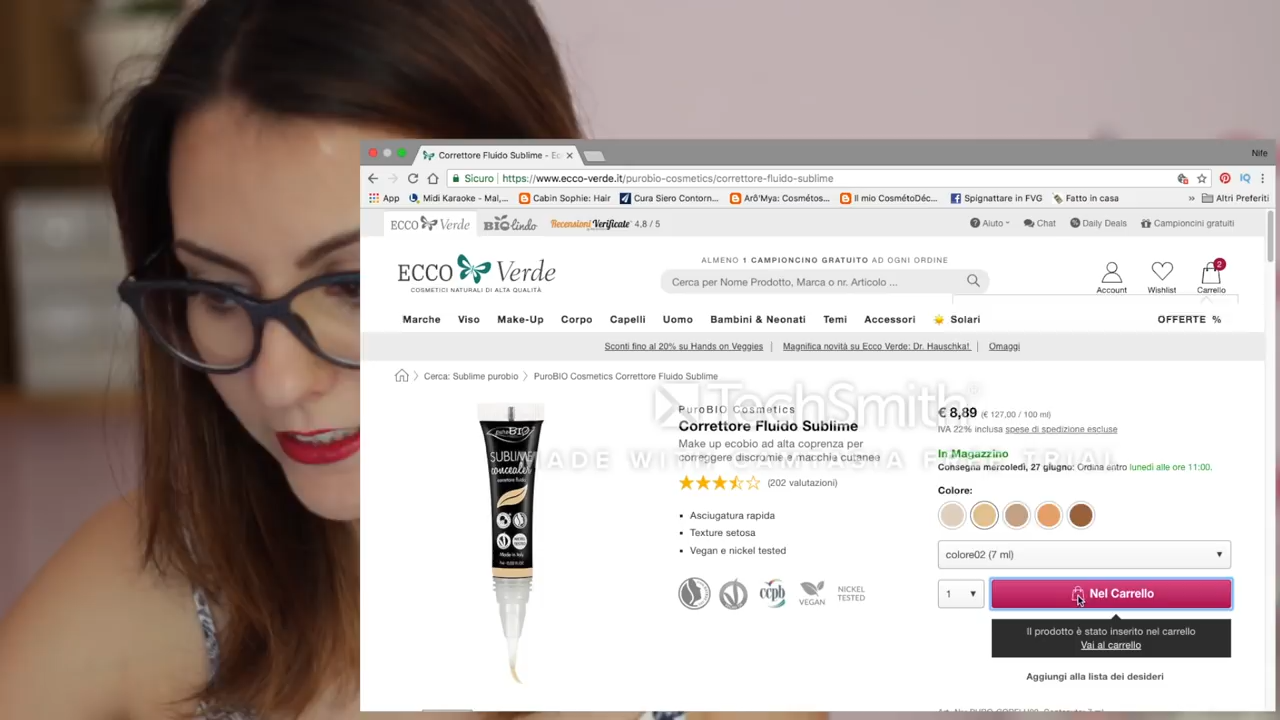 Correttore Fluido Sublime - Ec
Nife
Sicuro
https://www.ecco-verde.it/purobio-cosmetics/correttore-fluido-sublime
App
Midi Karaoke - Mal,...
Cabin Sophie: Hair
Cura Siero Contorn...
Arô'Mya: Cosmétos...
Il mio CosmétoDéc...
Spignattare in FVG
Fatto in casa
» Altri Preferiti
ECCO Verde
BIOlindo
Recensioni Verificate 4,8 / 5
Aiuto
Chat
Daily Deals
Campioncini gratuiti
ALMENO 1 CAMPIONCINO GRATUITO AD OGNI ORDINE
ECCO Verde
COSMETICI NATURALI DI ALTA QUALITÀ
Cerca per Nome Prodotto, Marca o nr. Articolo ...
2
Account
Wishlist
Carrello
Marche Viso Make-Up Corpo Capelli Uomo Bambini & Neonati Temi Accessori Solari OFFERTE %
Sconti fino al 20% su Hands on Veggies | Magnifica novità su Ecco Verde: Dr. Hauschka! | Omaggi
Cerca: Sublime purobio
PuroBIO Cosmetics Correttore Fluido Sublime
TechSmith
MADE WITH CAMTASIA FREE TRIAL
PuroBIO Cosmetics
Correttore Fluido Sublime
Make up ecobio ad alta coprenza per
correggere discromie e macchie cutanee
(202 valutazioni)
Asciugatura rapida
Texture setosa
Vegan e nickel tested
ccpb
VEGAN
NICKEL
TESTED
puroBIO
SUBLIME
concealer
correttore fluido
Made in Italy
€ 8,89 (€ 127,00 / 100 ml)
IVA 22% inclusa spese di spedizione escluse
In Magazzino
Consegna mercoledì, 27 giugno: Ordina entro lunedì alle ore 11:00.
Colore:
colore02 (7 ml)
1
Nel Carrello
Il prodotto è stato inserito nel carrello
Vai al carrello
Aggiungi alla lista dei desideri